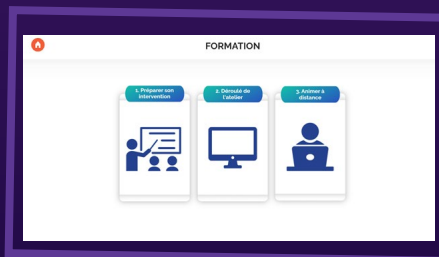 FORMATION
1. Préparer son
intervention
2. Déroulé de
l'atelier
3. Animer à
distance